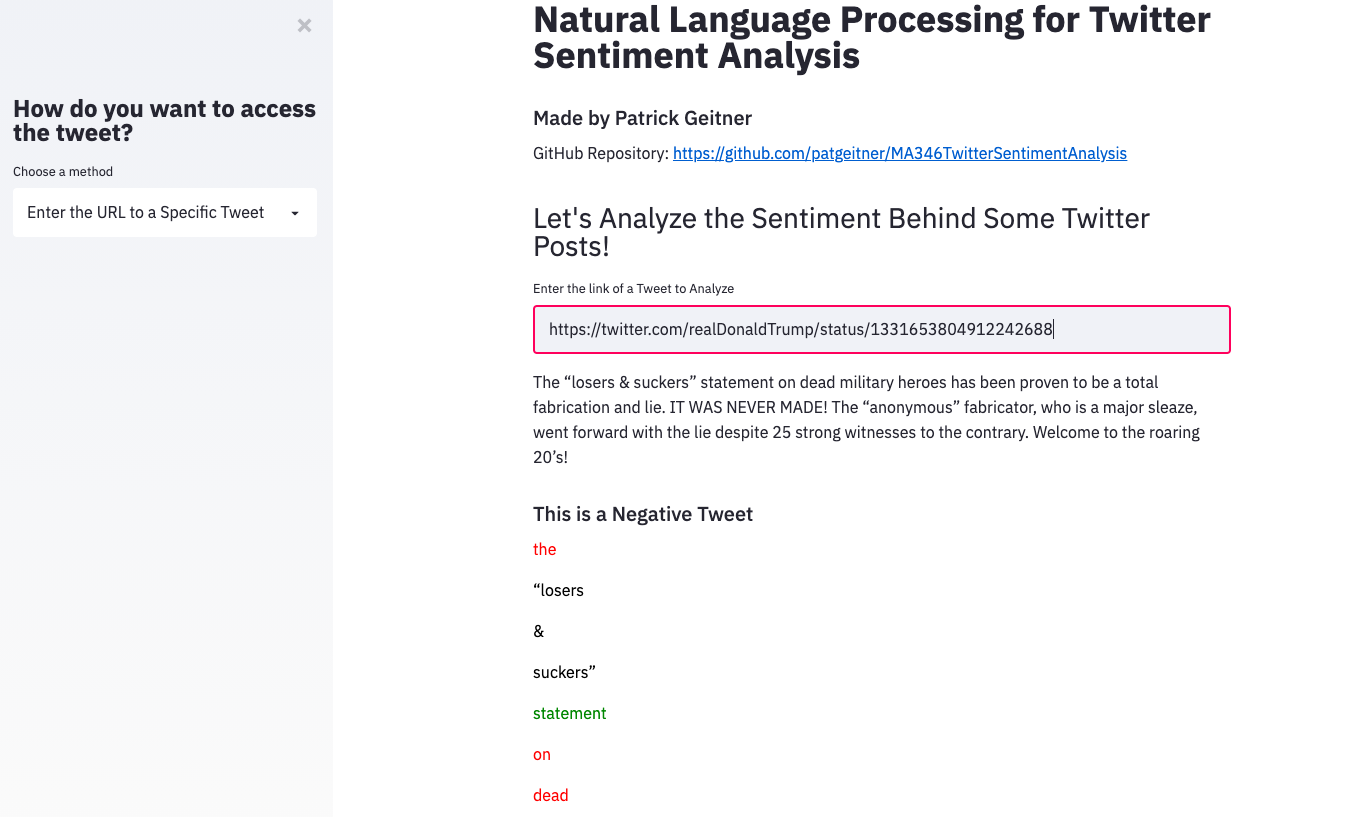 How do you want to access
the tweet?
Choose a method
Enter the URL to a Specific Tweet
Natural Language Processing for Twitter
Sentiment Analysis
Made by Patrick Geitner
GitHub Repository: https://github.com/patgeitner/MA346TwitterSentimentAnalysis
Let's Analyze the Sentiment Behind Some Twitter
Posts!
Enter the link of a Tweet to Analyze
https://twitter.com/realDonaldTrump/status/1331653804912242688
The “losers & suckers” statement on dead military heroes has been proven to be a total
fabrication and lie. IT WAS NEVER MADE! The “anonymous” fabricator, who is a major sleaze,
went forward with the lie despite 25 strong witnesses to the contrary. Welcome to the roaring
20’s!
This is a Negative Tweet
the
“losers
&
suckers”
statement
on
dead